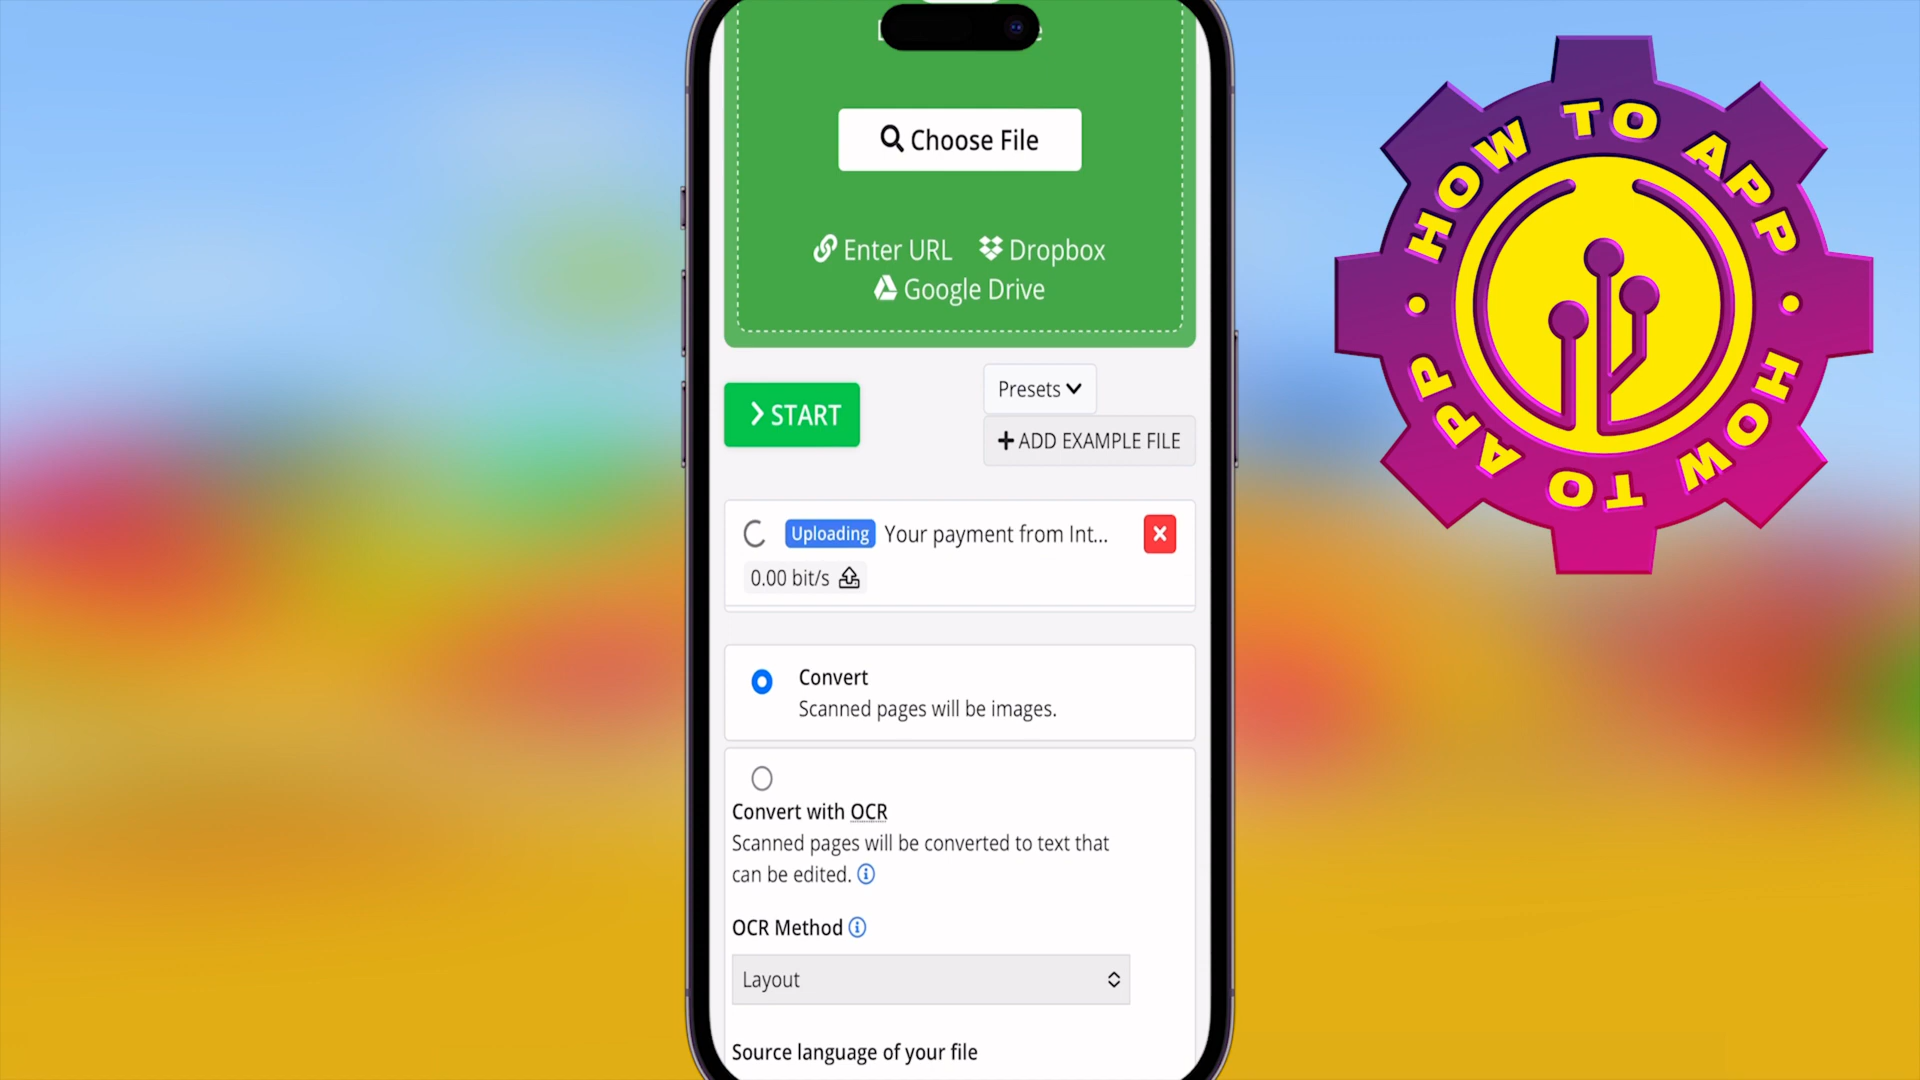 Choose File
Enter URL Dropbox
Google Drive
START
Presets
ADD EXAMPLE FILE
Uploading Your payment from Int...
0.00 bit/s
Convert
Scanned pages will be images.
Convert with OCR
Scanned pages will be converted to text that
can be edited.
OCR Method
Layout
Source language of your file
HOW TO APP
HOW TO APP